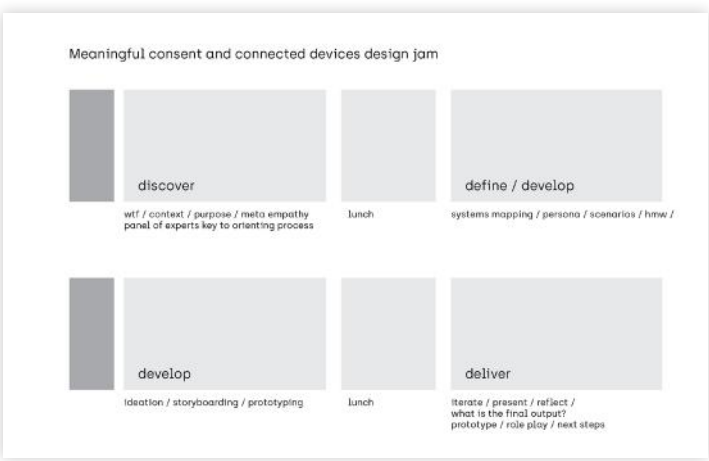 Meaningful consent and connected devices design jam
discover
define / develop
wtf / context / purpose / meta empathy
panel of experts key to orienting process
lunch
systems mapping / persona / scenarios / hmw /
develop
deliver
ideation / storyboarding / prototyping
lunch
iterate / present / reflect /
what is the final output?
prototype / role play / next steps